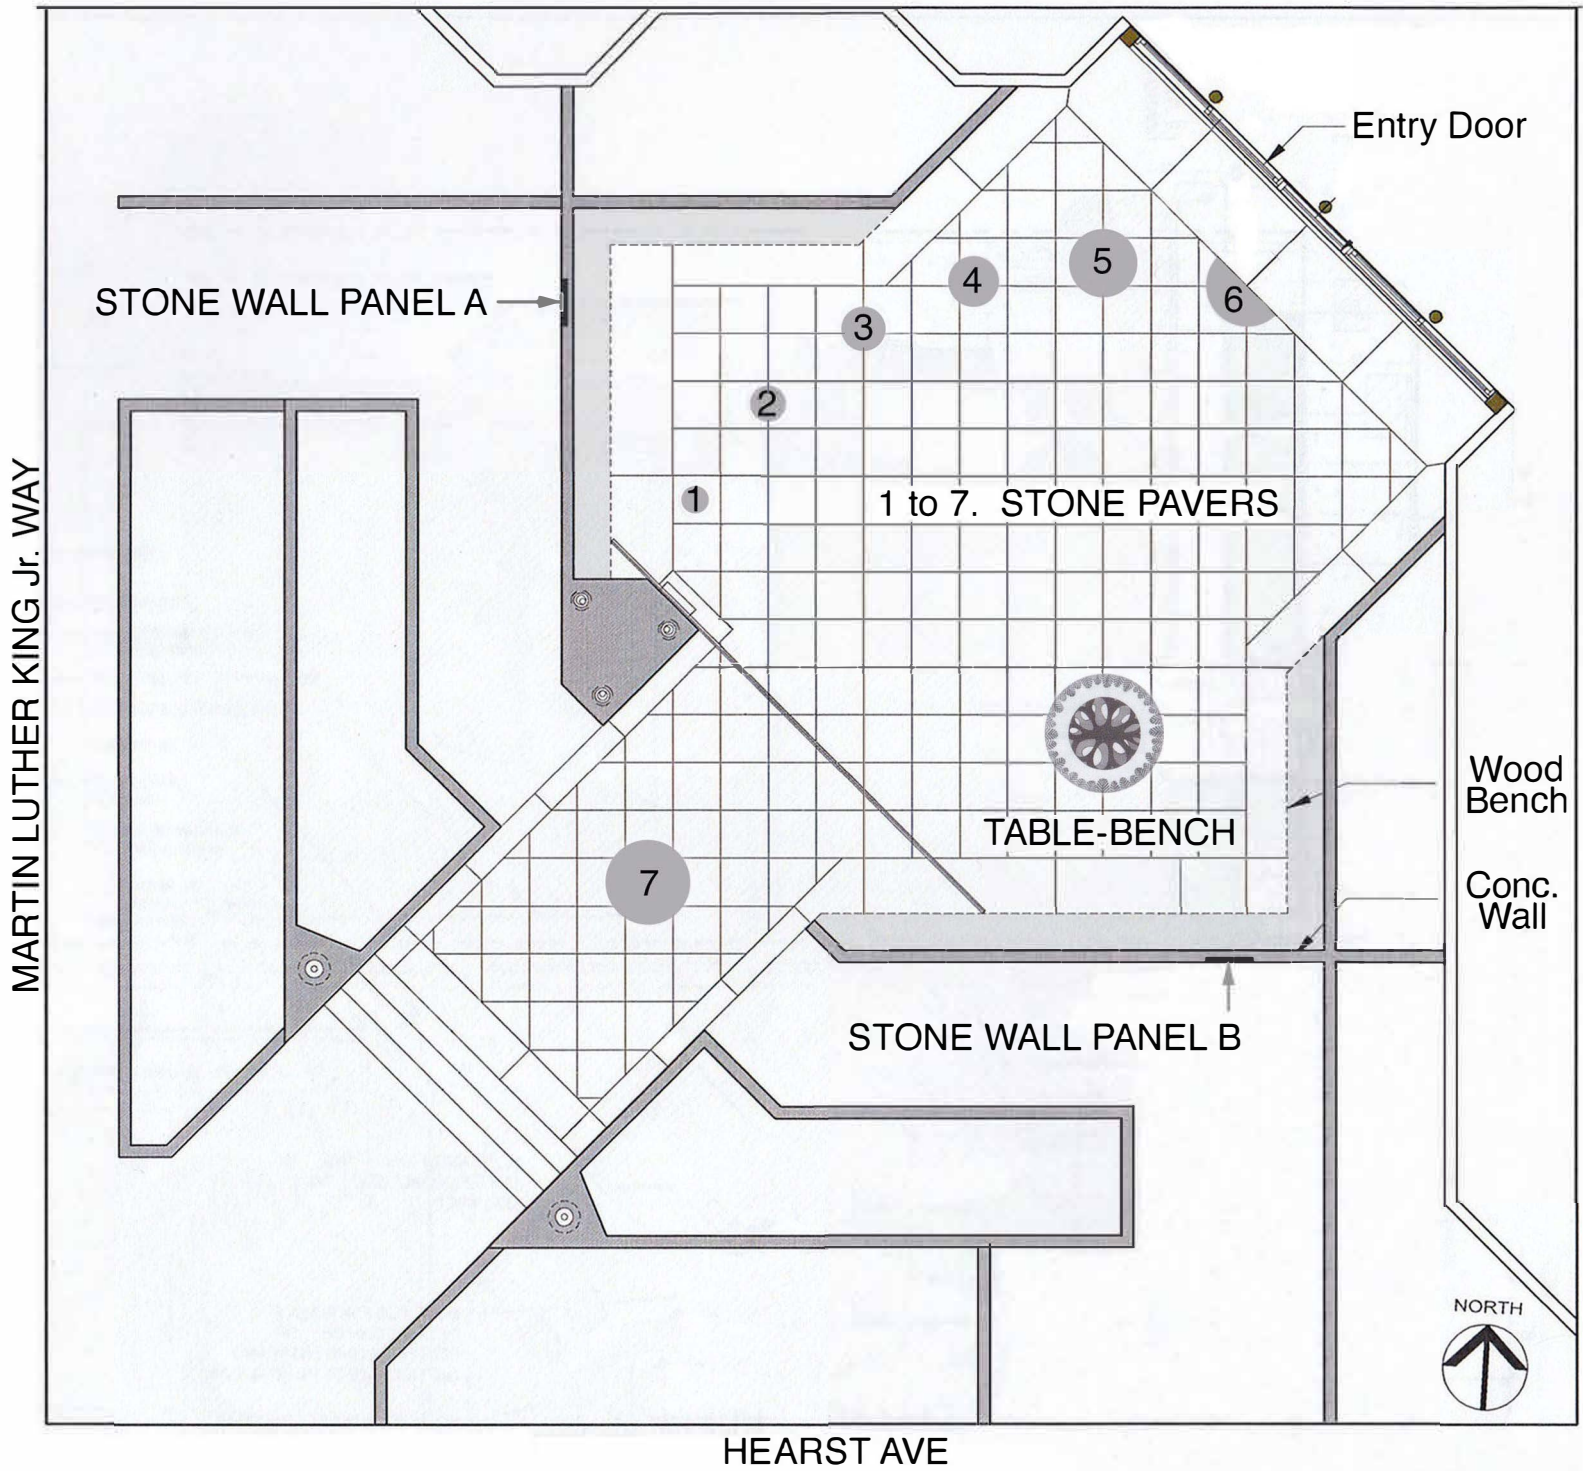 Entry Door
STONE WALL PANEL A
5
4
6
3
2
1
1 to 7. STONE PAVERS
MARTIN LUTHER KING Jr. WAY
Wood
Bench
TABLE-BENCH
7
Conc.
Wall
STONE WALL PANEL B
NORTH
HEARST AVE